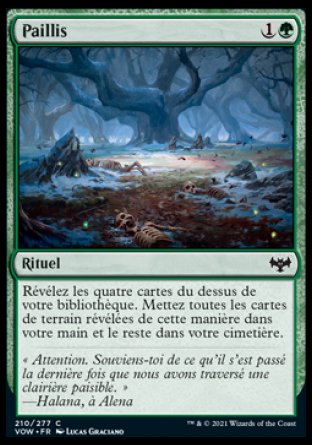 Paillis 1
Rituel
Révélez les quatre cartes du dessus de
votre bibliothèque. Mettez toutes les cartes
de terrain révélées de cette manière dans
votre main et le reste dans votre cimetière.
« Attention. Souviens-toi de ce qu'il s'est passé
la dernière fois que nous avons traversé une
clairière paisible. »
—Halana, à Alena
210/277 C
VOW • FR Lucas Graciano
™ & © 2021 Wizards of the Coast